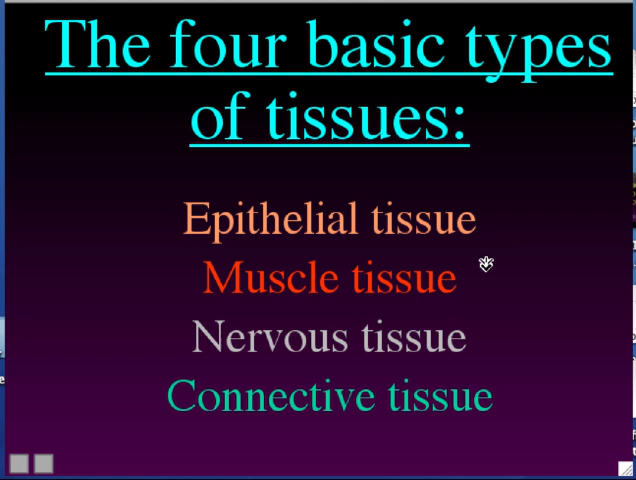 The four basic types
of tissues:
Epithelial tissue
Muscle tissue
Nervous tissue
Connective tissue